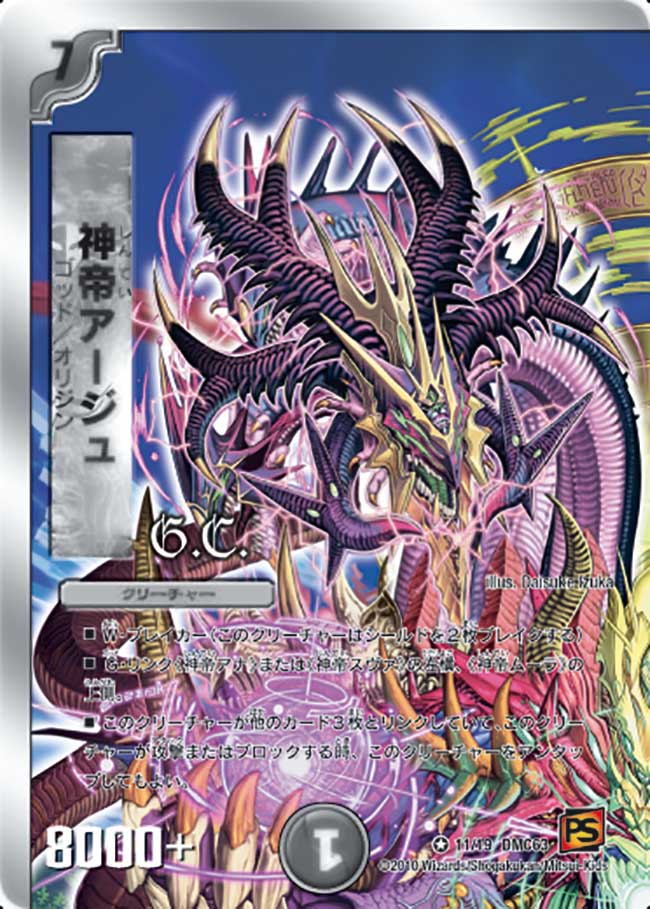 7
神帝アージュ
しんてい
ゴッド／オリジン
G.C.
クリーチャー
illus. Daisuke Izuka
■ W・ブレイカー(このクリーチャーはシールドを2枚ブレイクする)
■ G・リンク《神帝アナ》または《神帝スヴァ》の左横、《神帝ムーラ》の
上側。
■ このクリーチャーが他のカード3枚とリンクしていて、このクリー
チャーが攻撃またはブロックする時、このクリーチャーをアンタッ
プしてもよい。
8000+
1
11/49 DMC63
PS
©2010 Wizards/Shogakukan/Mitsui-Kids